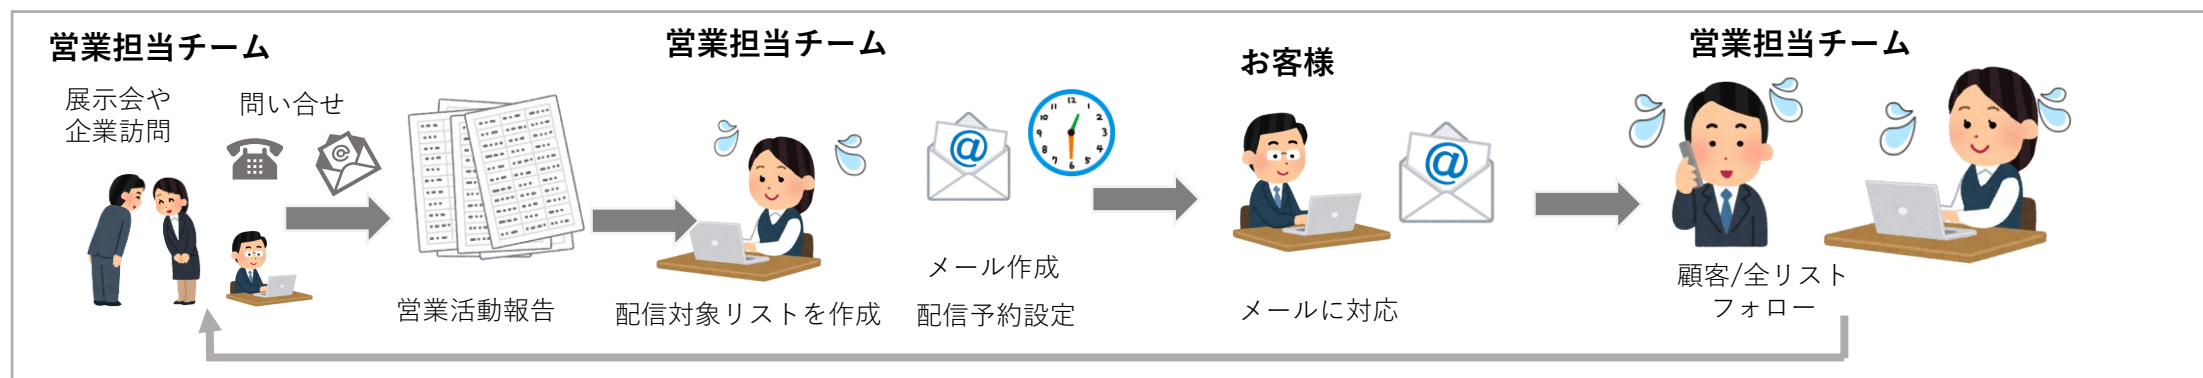 営業担当チーム
展示会や
企業訪問
問い合せ
営業活動報告
営業担当チーム
配信対象リストを作成
メール作成
配信予約設定
お客様
メールに対応
営業担当チーム
顧客/全リスト
フォロー